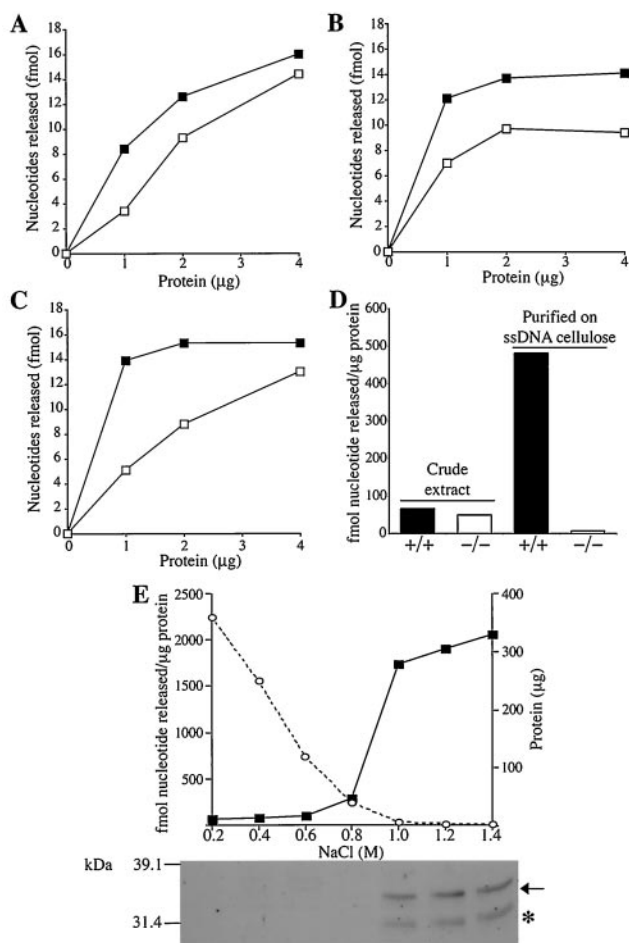 A
Nucleotides released (fmol)
18
16
14
12
10
8
6
4
2
0
0 1 2 3 4
Protein (µg)
B
Nucleotides released (fmol)
18
16
14
12
10
8
6
4
2
0
0 1 2 3 4
Protein (µg)
C
Nucleotides released (fmol)
18
16
14
12
10
8
6
4
2
0
0 1 2 3 4
Protein (µg)
D
fmol nucleotide released/µg protein
600
500
400
300
200
100
0
Purified on
ssDNA cellulose
Crude
extract
+/+ −/− +/+ −/−
E
fmol nucleotide released/µg protein
2500
2000
1500
1000
500
Protein (µg)
400
300
200
100
0.2 0.4 0.6 0.8 1.0 1.2 1.4
NaCl (M)
kDa
39.1
31.4
*